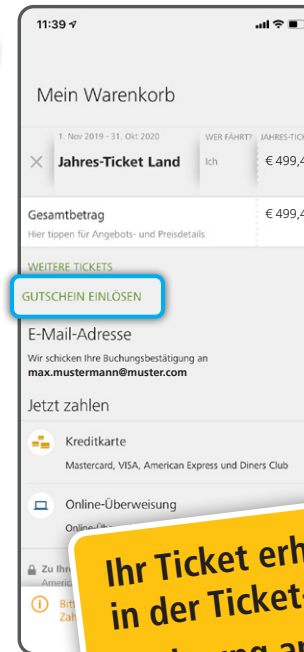 11:39
Mein Warenkorb
1. Nov 2019 - 31. Okt 2020 WER FÄHRT?
Jahres-Ticket Land Ich € 499,4
Gesamtbetrag € 499,4
Hier tippen für Angebots- und Preisdetails
WEITERE TICKETS
GUTSCHEIN EINLÖSEN
E-Mail-Adresse
Wir schicken Ihre Buchungsbestätigung an
max.mustermann@muster.com
Jetzt zahlen
Kreditkarte
Mastercard, VISA, American Express und Diners Club
Online-Überweisung
Zu
Ihr Ticket
in der